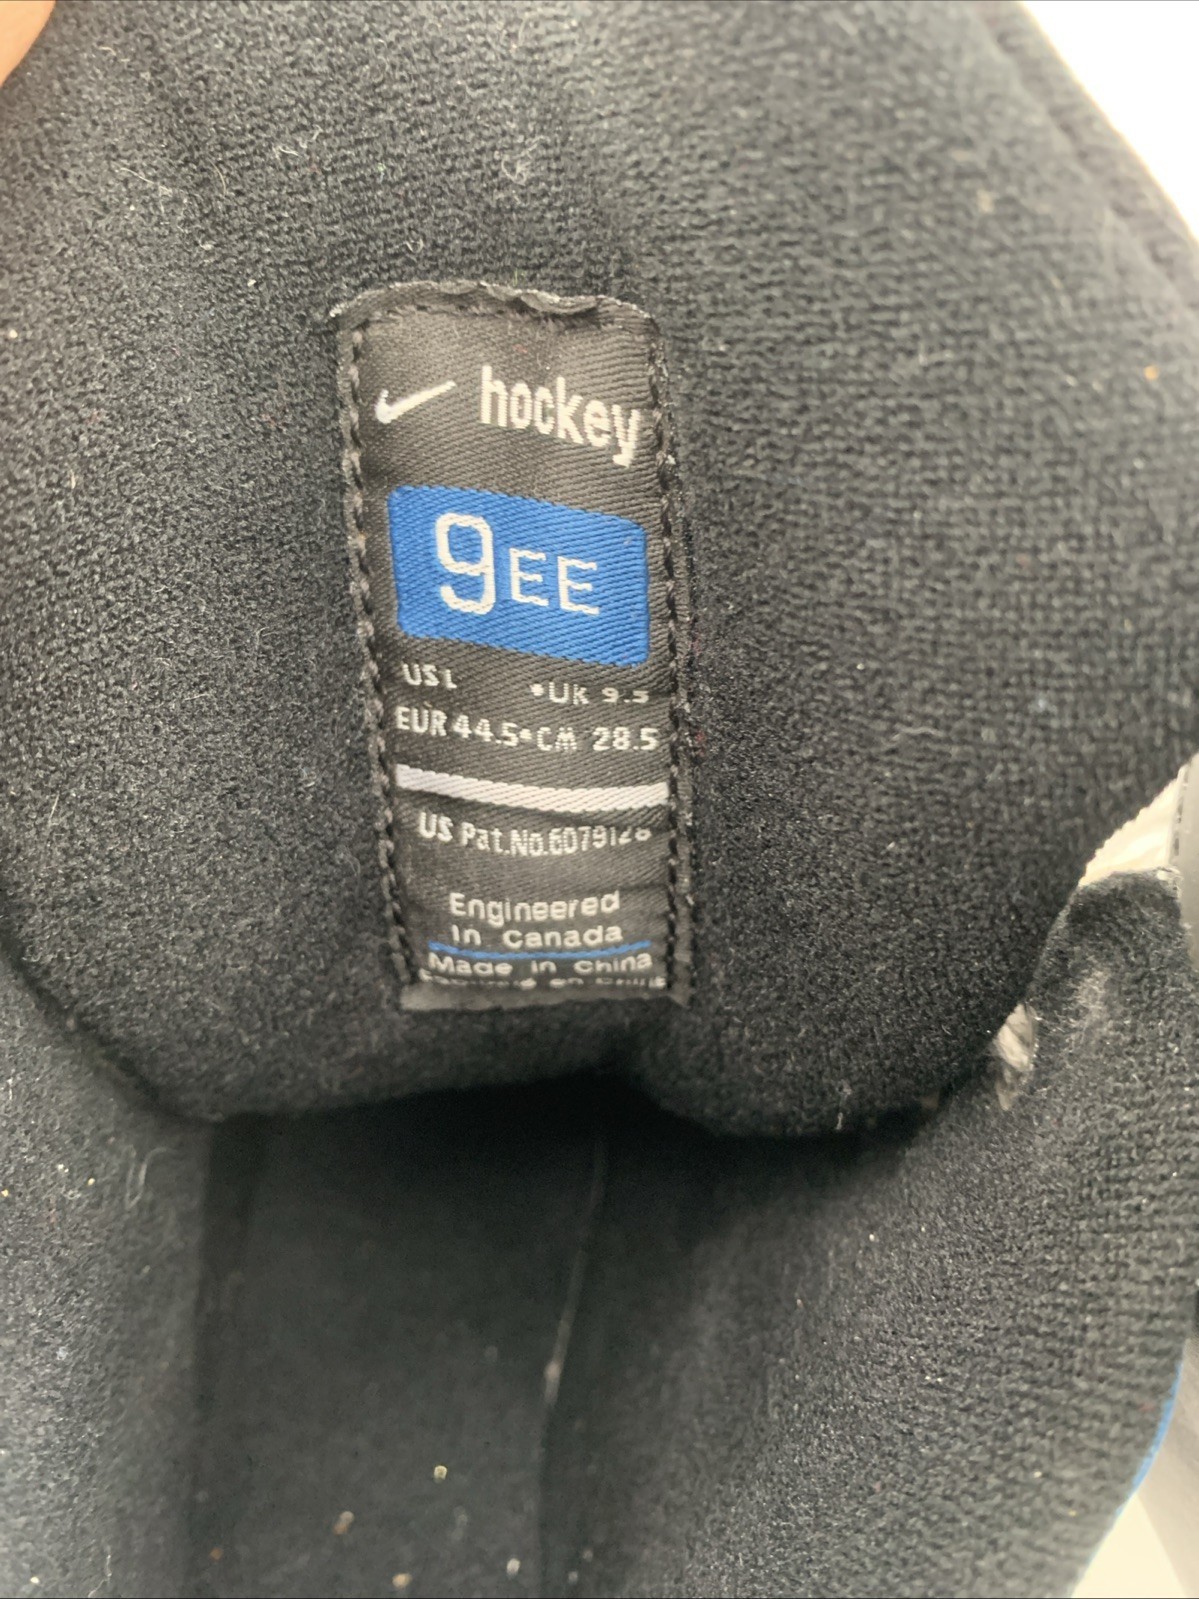 hockey
9EE
•UK 9.5
EUR 44.5•CM 28.5
US Pat.No.6079128
Engineered
in Canada
Made in China